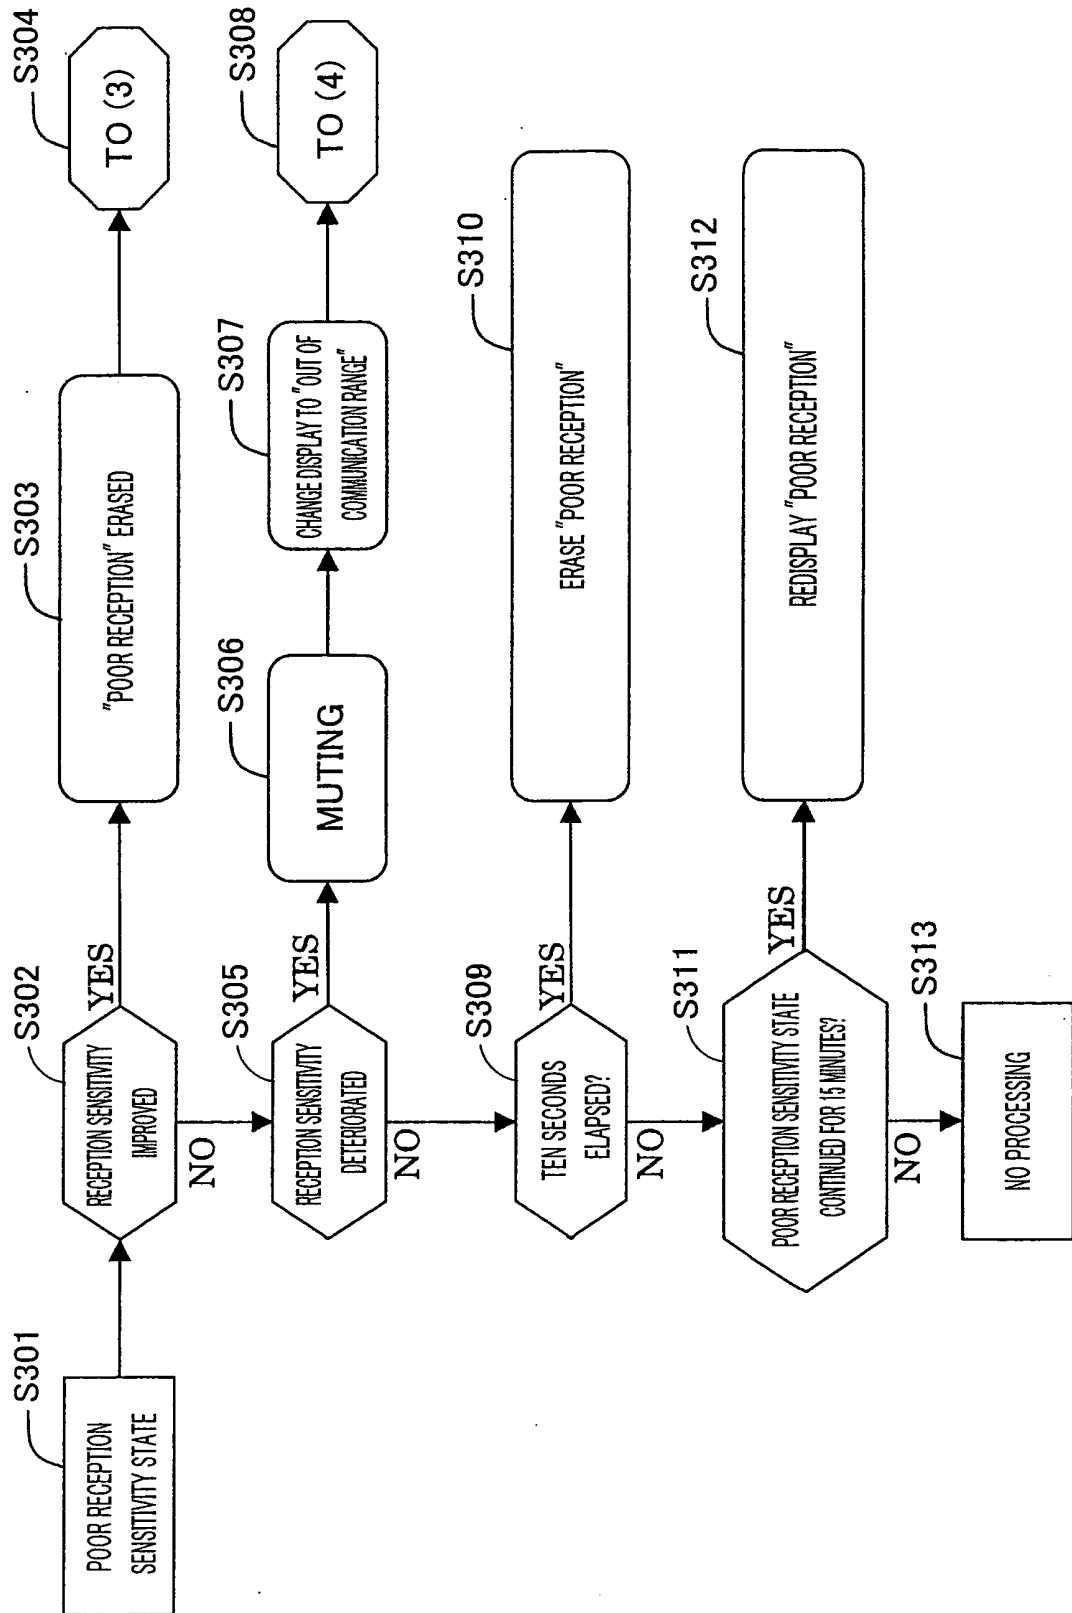 S301
POOR RECEPTION
SENSITIVITY STATE
S302
RECEPTION SENSITIVITY
IMPROVED
YES
NO
S303
"POOR RECEPTION" ERASED
S304
TO (3)
S305
RECEPTION SENSITIVITY
DETERIORATED
YES
NO
S306
MUTING
S307
CHANGE DISPLAY TO "OUT OF
COMMUNICATION RANGE"
S308
TO (4)
S309
TEN SECONDS
ELAPSED?
YES
NO
S310
ERASE "POOR RECEPTION"
S311
POOR RECEPTION SENSITIVITY STATE
CONTINUED FOR 15 MINUTES?
YES
NO
S312
REDISPLAY "POOR RECEPTION"
S313
NO PROCESSING